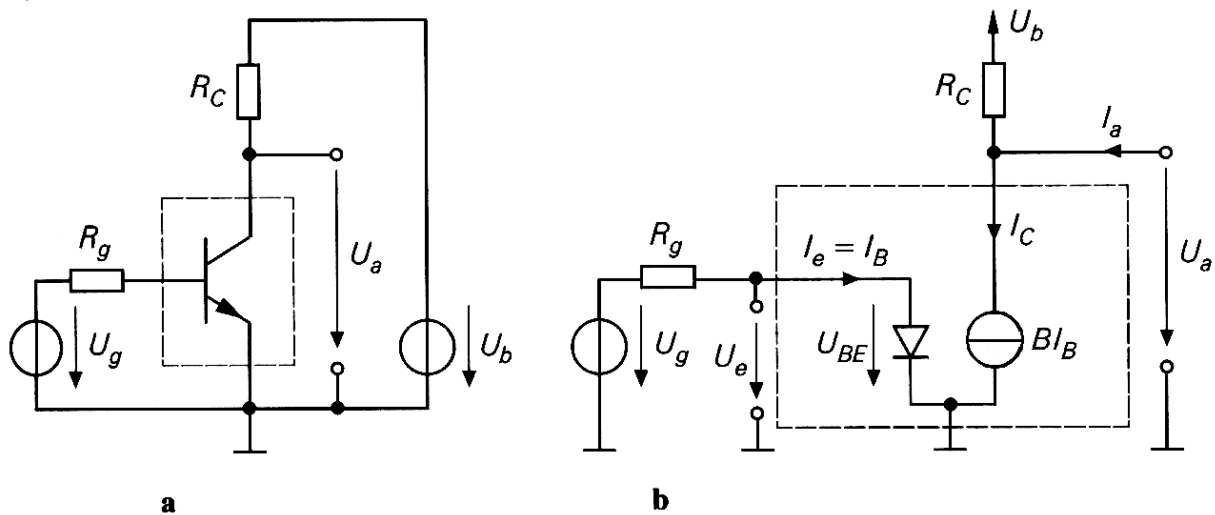 R_C
R_g
U_g
U_a
U_b
a
U_b
R_C
I_a
R_g
I_e = I_B
I_C
U_g
U_e
U_BE
BI_B
U_a
b